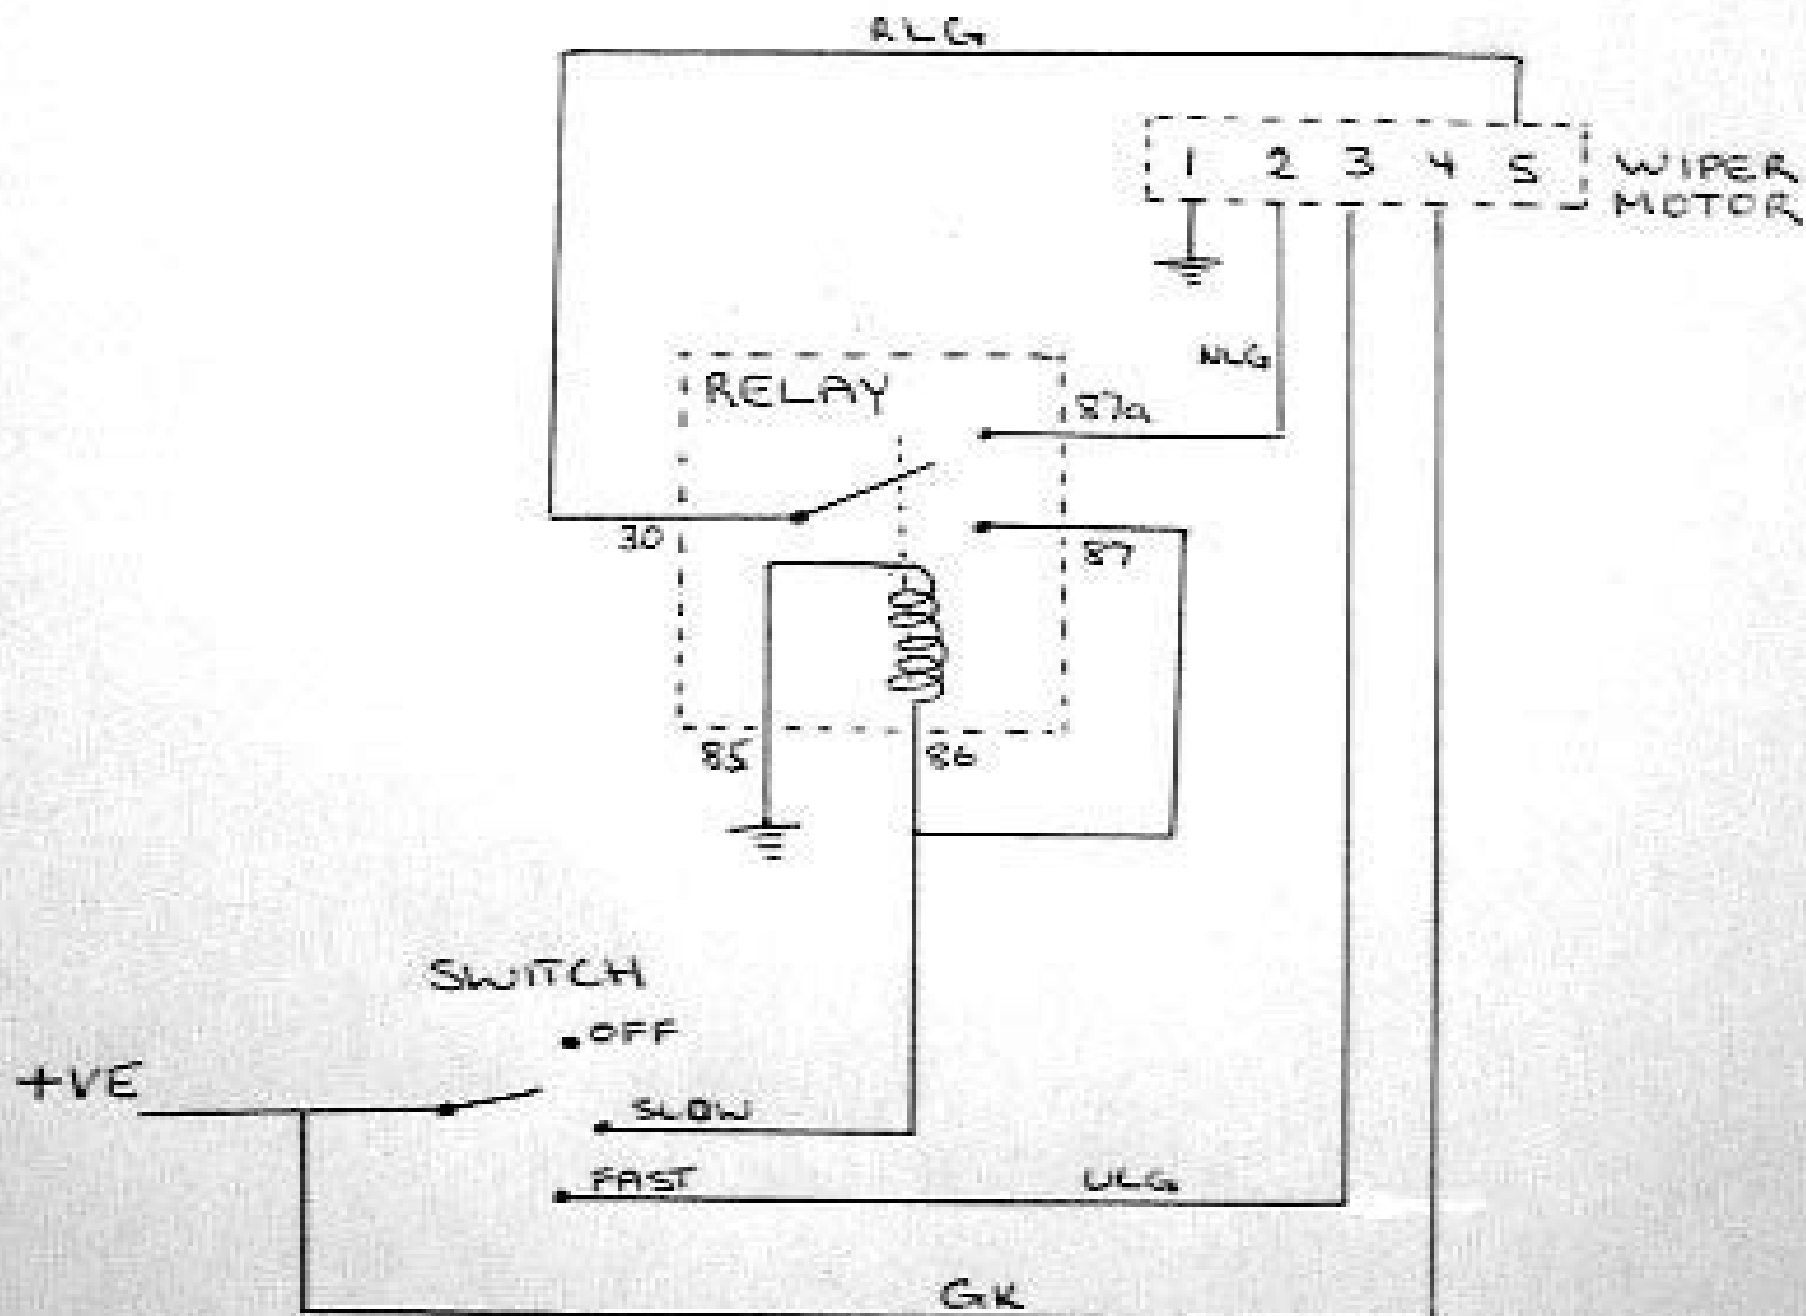 RLG
1 2 3 4 5
WIPER
MOTOR
NLG
RELAY
87a
30
87
85
86
SWITCH
OFF
+VE
SLOW
FAST
ULG
GK